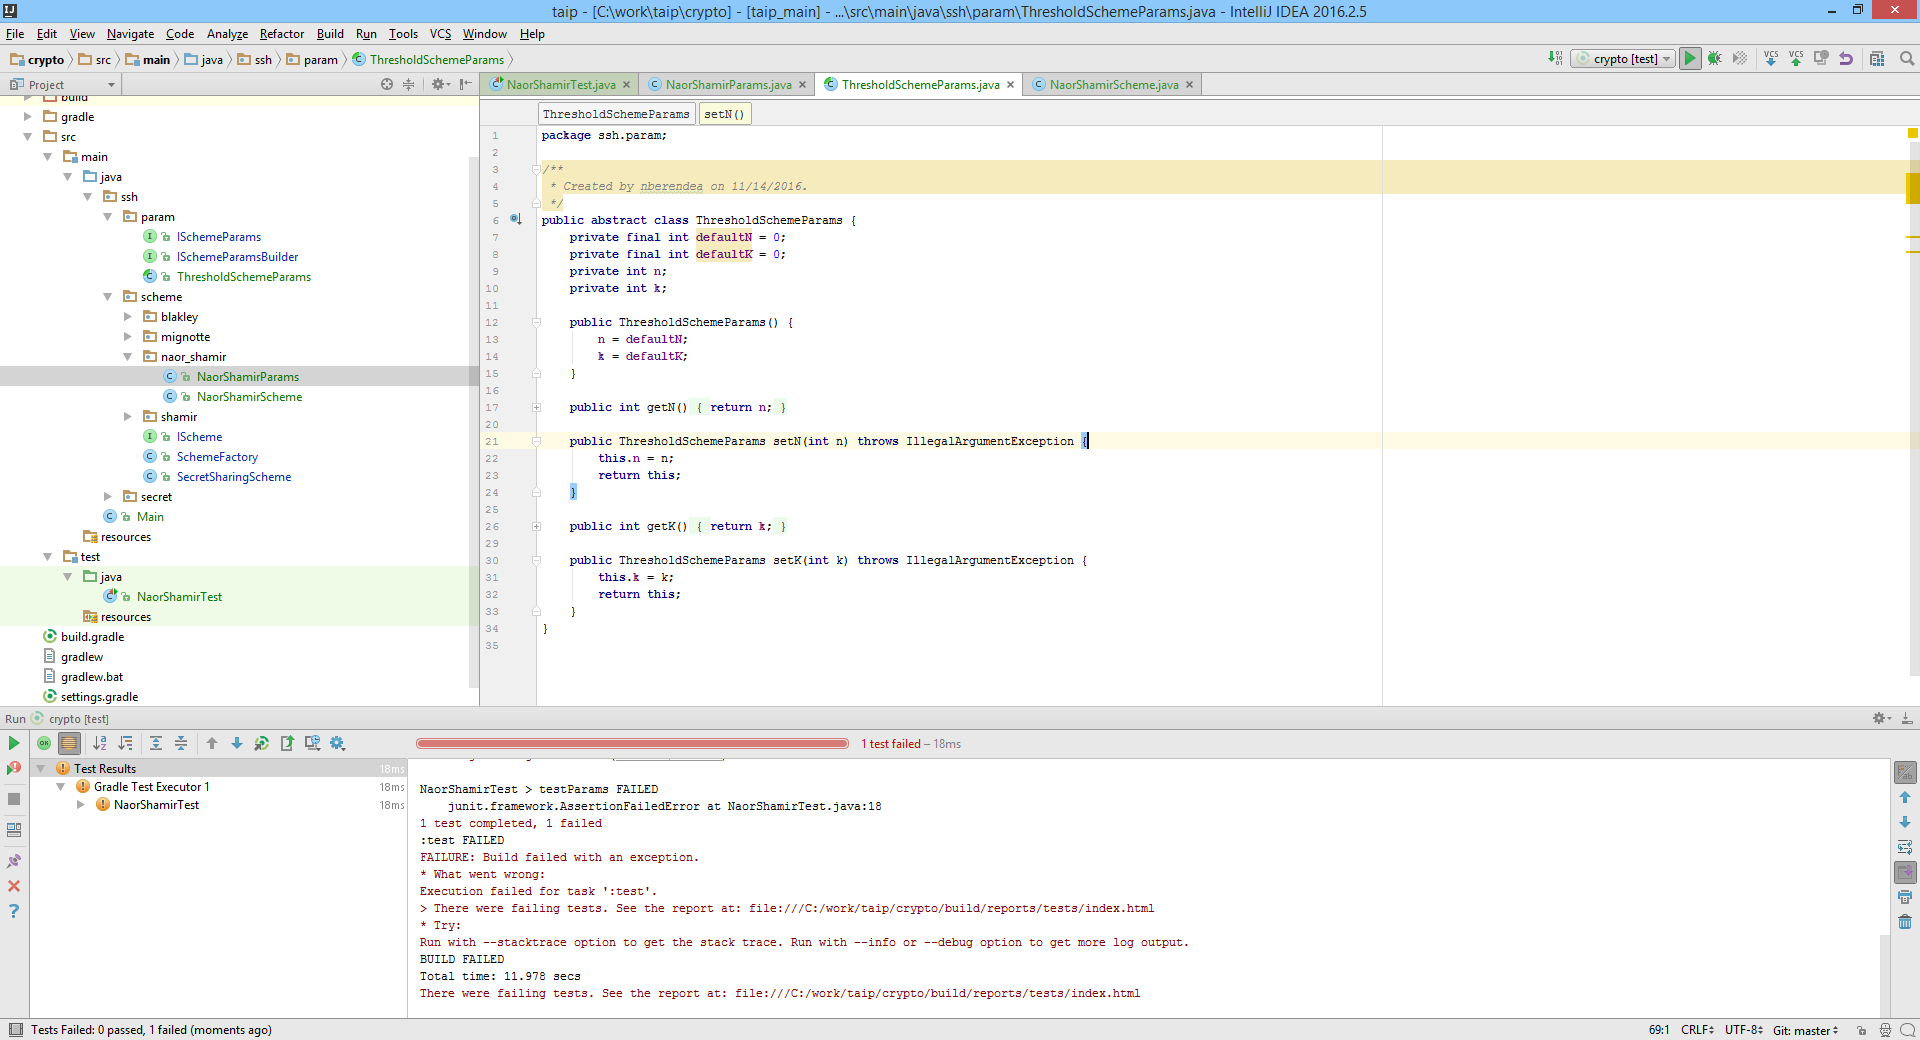 taip - [C:\work\taip\crypto] - [taip_main] - ...\src\main\java\ssh\param\ThresholdSchemeParams.java - IntelliJ IDEA 2016.2.5
File Edit View Navigate Code Analyze Refactor Build Run Tools VCS Window Help
crypto src main java ssh param ThresholdSchemeParams
crypto [test]
VCS VCS
Project
NaorShamirTest.java NaorShamirParams.java ThresholdSchemeParams.java NaorShamirScheme.java
ThresholdSchemeParams setN()
build
gradle
src
main
java
ssh
param
ISchemeParams
ISchemeParamsBuilder
ThresholdSchemeParams
scheme
blakley
mignotte
naor_shamir
NaorShamirParams
NaorShamirScheme
shamir
IScheme
SchemeFactory
SecretSharingScheme
secret
Main
resources
test
java
NaorShamirTest
resources
build.gradle
gradlew
gradlew.bat
settings.gradle
1 package ssh.param;
2
3 /**
4 * Created by nberendea on 11/14/2016.
5 */
6 public abstract class ThresholdSchemeParams {
7 private final int defaultN = 0;
8 private final int defaultK = 0;
9 private int n;
10 private int k;
11
12 public ThresholdSchemeParams() {
13 n = defaultN;
14 k = defaultK;
15 }
16
17 public int getN() { return n; }
20
21 public ThresholdSchemeParams setN(int n) throws IllegalArgumentException {
22 this.n = n;
23 return this;
24 }
25
26 public int getK() { return k; }
29
30 public ThresholdSchemeParams setK(int k) throws IllegalArgumentException {
31 this.k = k;
32 return this;
33 }
34 }
35
Run crypto [test]
1 test failed – 18ms
Test Results 18ms
Gradle Test Executor 1 18ms
NaorShamirTest 18ms
NaorShamirTest > testParams FAILED
junit.framework.AssertionFailedError at NaorShamirTest.java:18
1 test completed, 1 failed
:test FAILED
FAILURE: Build failed with an exception.
* What went wrong:
Execution failed for task ':test'.
> There were failing tests. See the report at: file:///C:/work/taip/crypto/build/reports/tests/index.html
* Try:
Run with --stacktrace option to get the stack trace. Run with --info or --debug option to get more log output.
BUILD FAILED
Total time: 11.978 secs
There were failing tests. See the report at: file:///C:/work/taip/crypto/build/reports/tests/index.html
Tests Failed: 0 passed, 1 failed (moments ago)
69:1 CRLF UTF-8 Git: master